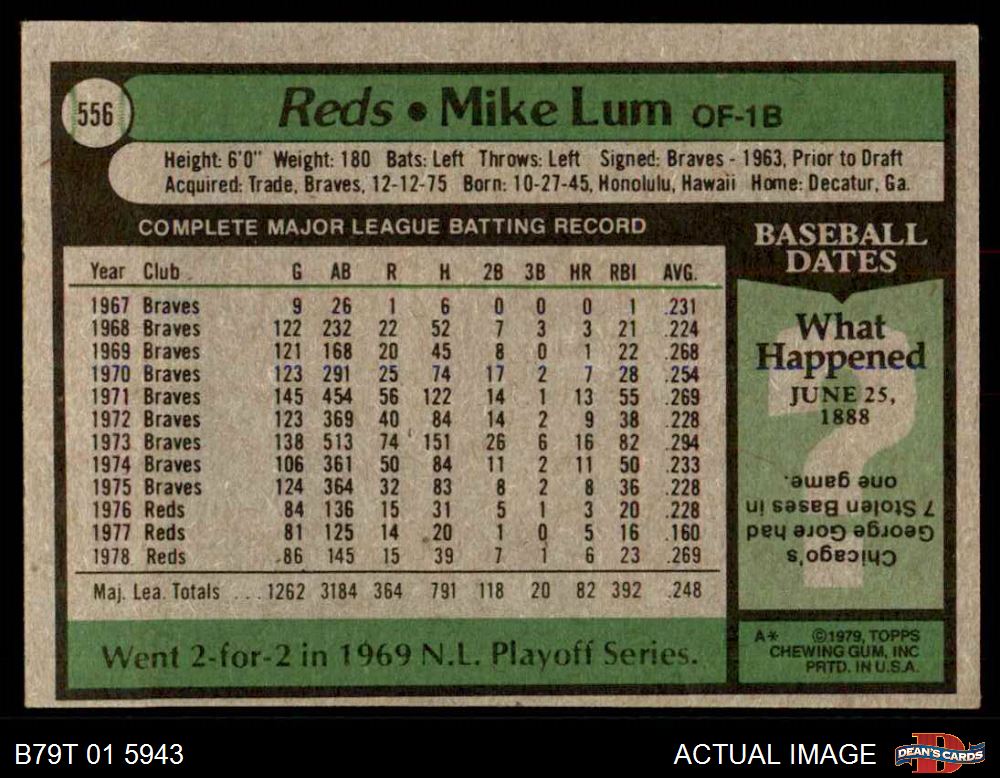 556
Reds • Mike Lum OF-1B
Height: 6'0" Weight: 180 Bats: Left Throws: Left Signed: Braves - 1963, Prior to Draft
Acquired: Trade, Braves, 12-12-75 Born: 10-27-45, Honolulu, Hawaii Home: Decatur, Ga.
COMPLETE MAJOR LEAGUE BATTING RECORD
Year Club G AB R H 2B 3B HR RBI AVG.
1967 Braves 9 26 1 6 0 0 0 1 .231
1968 Braves 122 232 22 52 7 3 3 21 .224
1969 Braves 121 168 20 45 8 0 1 22 .268
1970 Braves 123 291 25 74 17 2 7 28 .254
1971 Braves 145 454 56 122 14 1 13 55 .269
1972 Braves 123 369 40 84 14 2 9 38 .228
1973 Braves 138 513 74 151 26 6 16 82 .294
1974 Braves 106 361 50 84 11 2 11 50 .233
1975 Braves 124 364 32 83 8 2 8 36 .228
1976 Reds 84 136 15 31 5 1 3 20 .228
1977 Reds 81 125 14 20 1 0 5 16 .160
1978 Reds 86 145 15 39 7 1 6 23 .269
Maj. Lea. Totals ... 1262 3184 364 791 118 20 82 392 .248
Went 2-for-2 in 1969 N.L. Playoff Series.
BASEBALL
DATES
What
Happened
JUNE 25,
1888
?
Chicago's
George Gore had
7 Stolen Bases in
one game.
A* ©1979, TOPPS
CHEWING GUM, INC
PRTD. IN U.S.A.
B79T 01 5943
ACTUAL IMAGE
DEAN'S CARDS